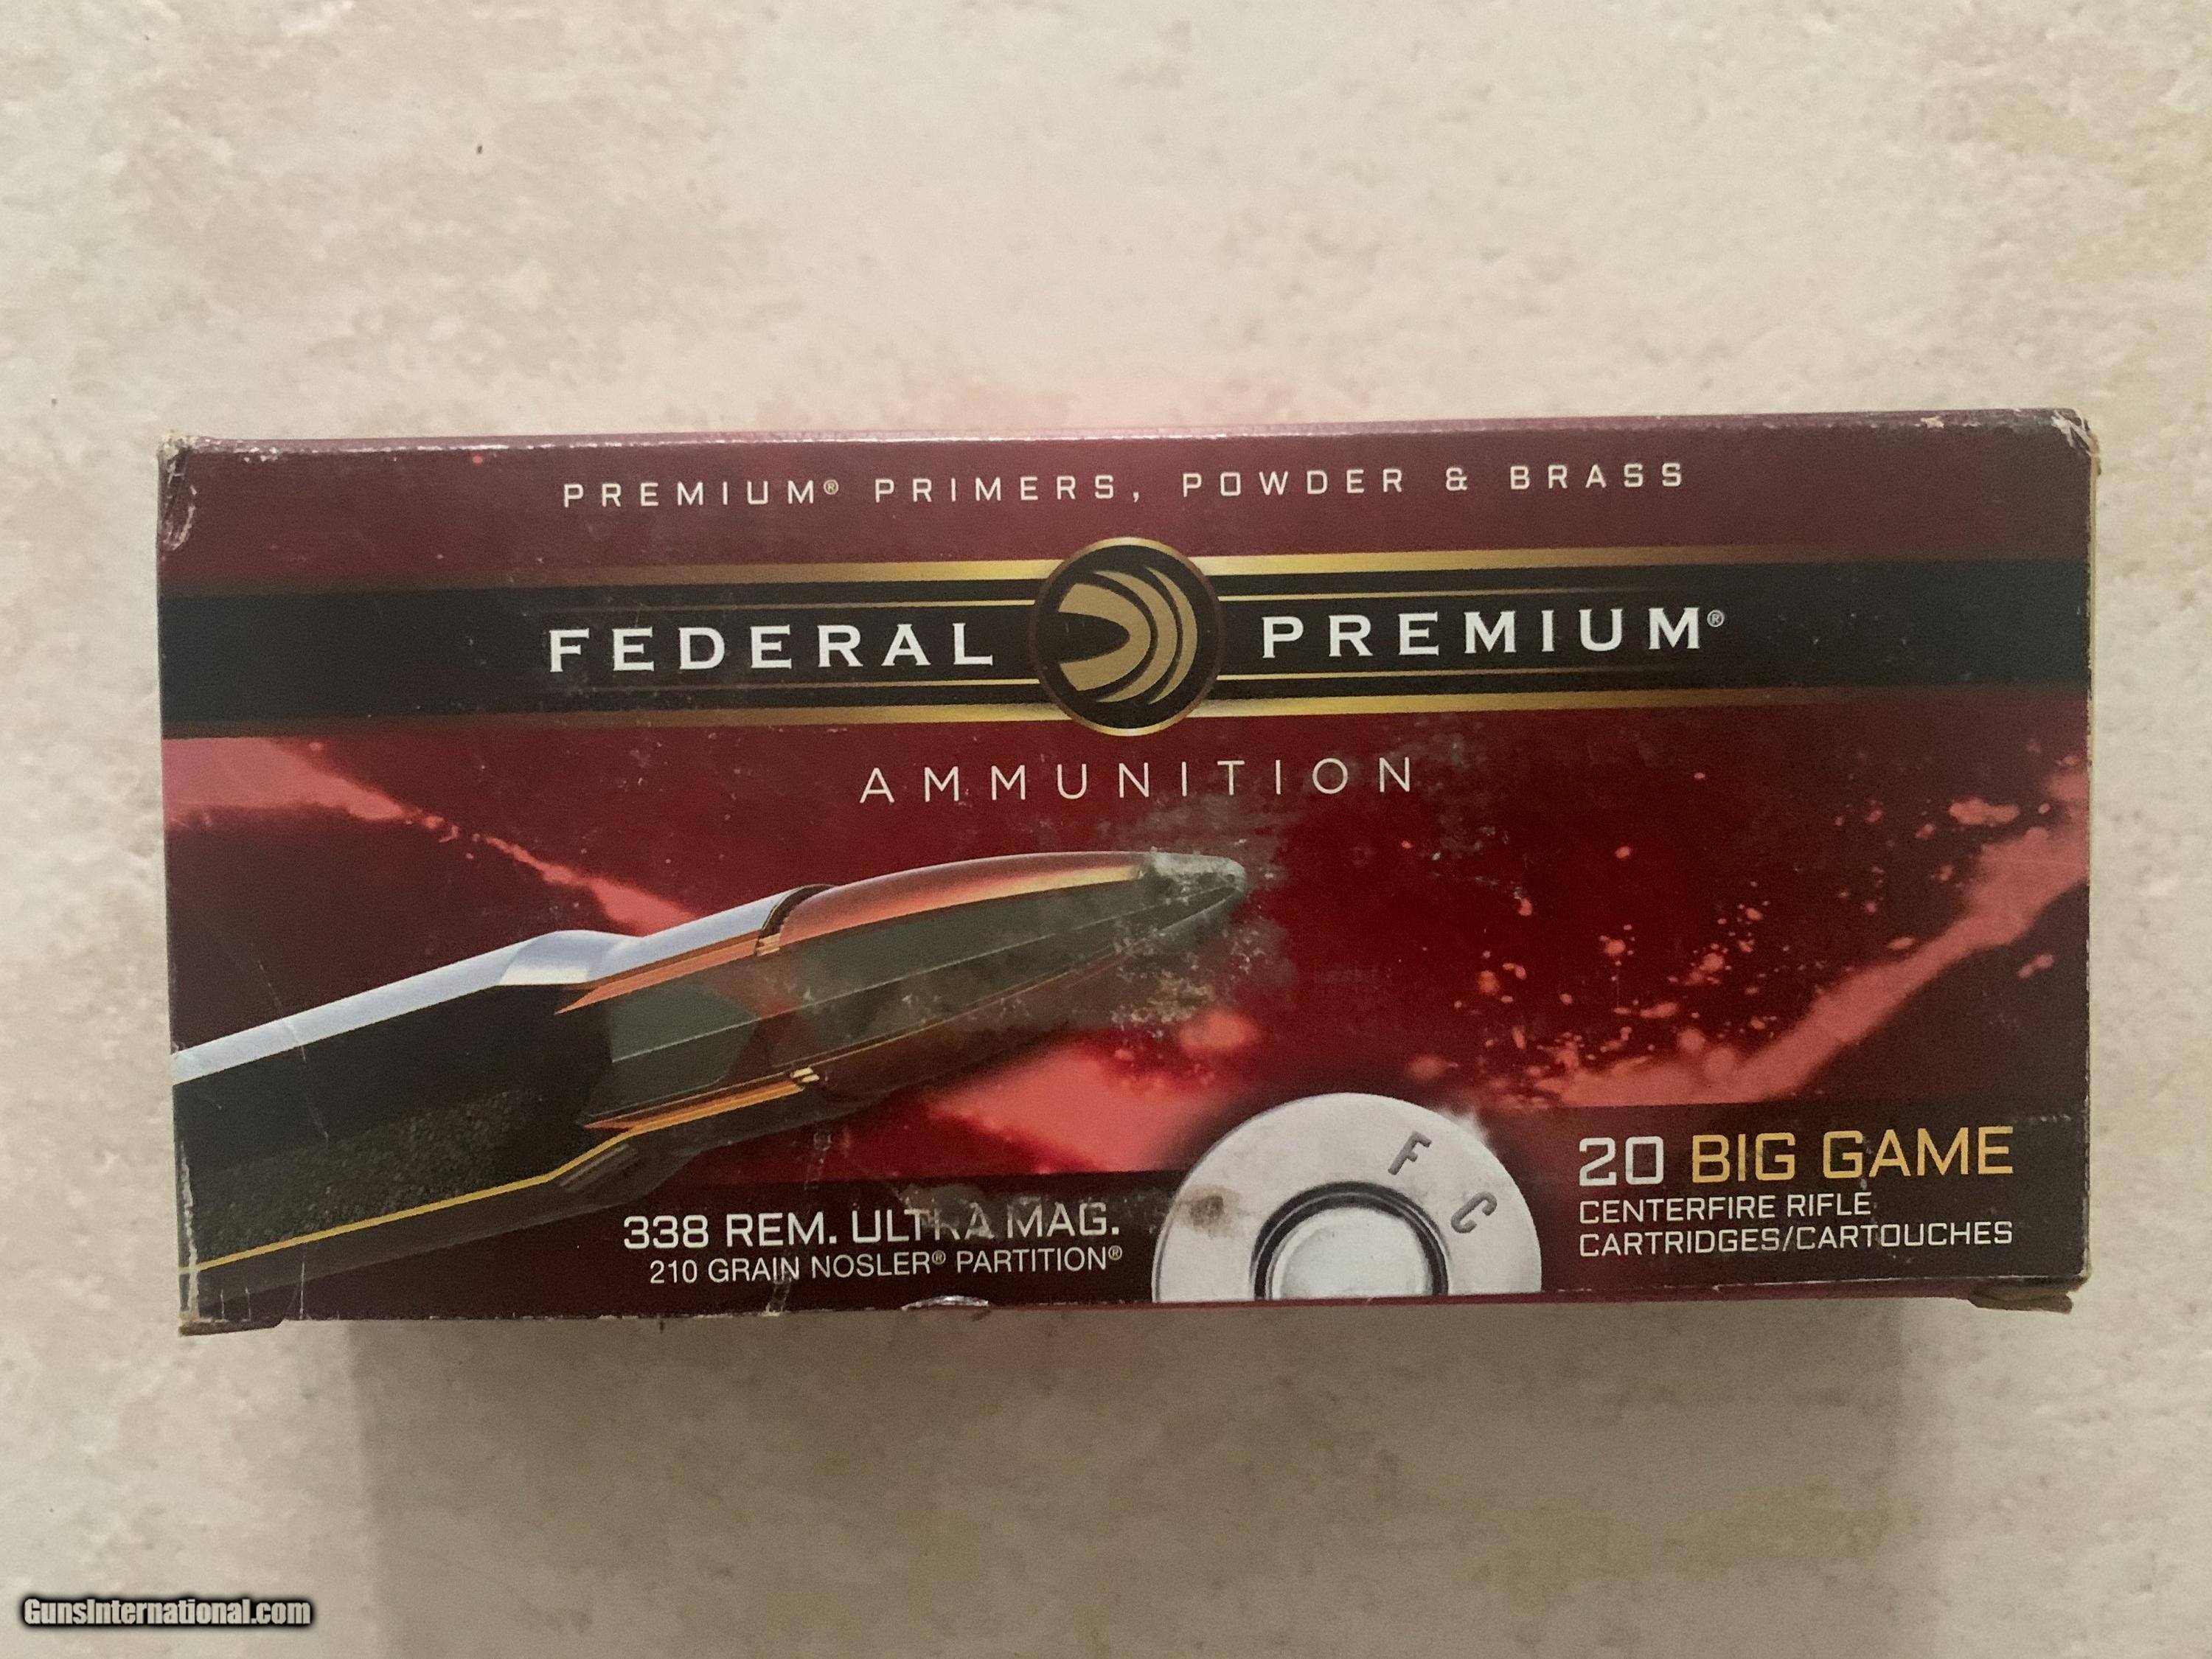 PREMIUM® PRIMERS, POWDER & BRASS
FEDERAL PREMIUM®
AMMUNITION
338 REM. ULTRA MAG.
210 GRAIN NOSLER® PARTITION®
F C
20 BIG GAME
CENTERFIRE RIFLE
CARTRIDGES/CARTOUCHES
GunsInternational.com